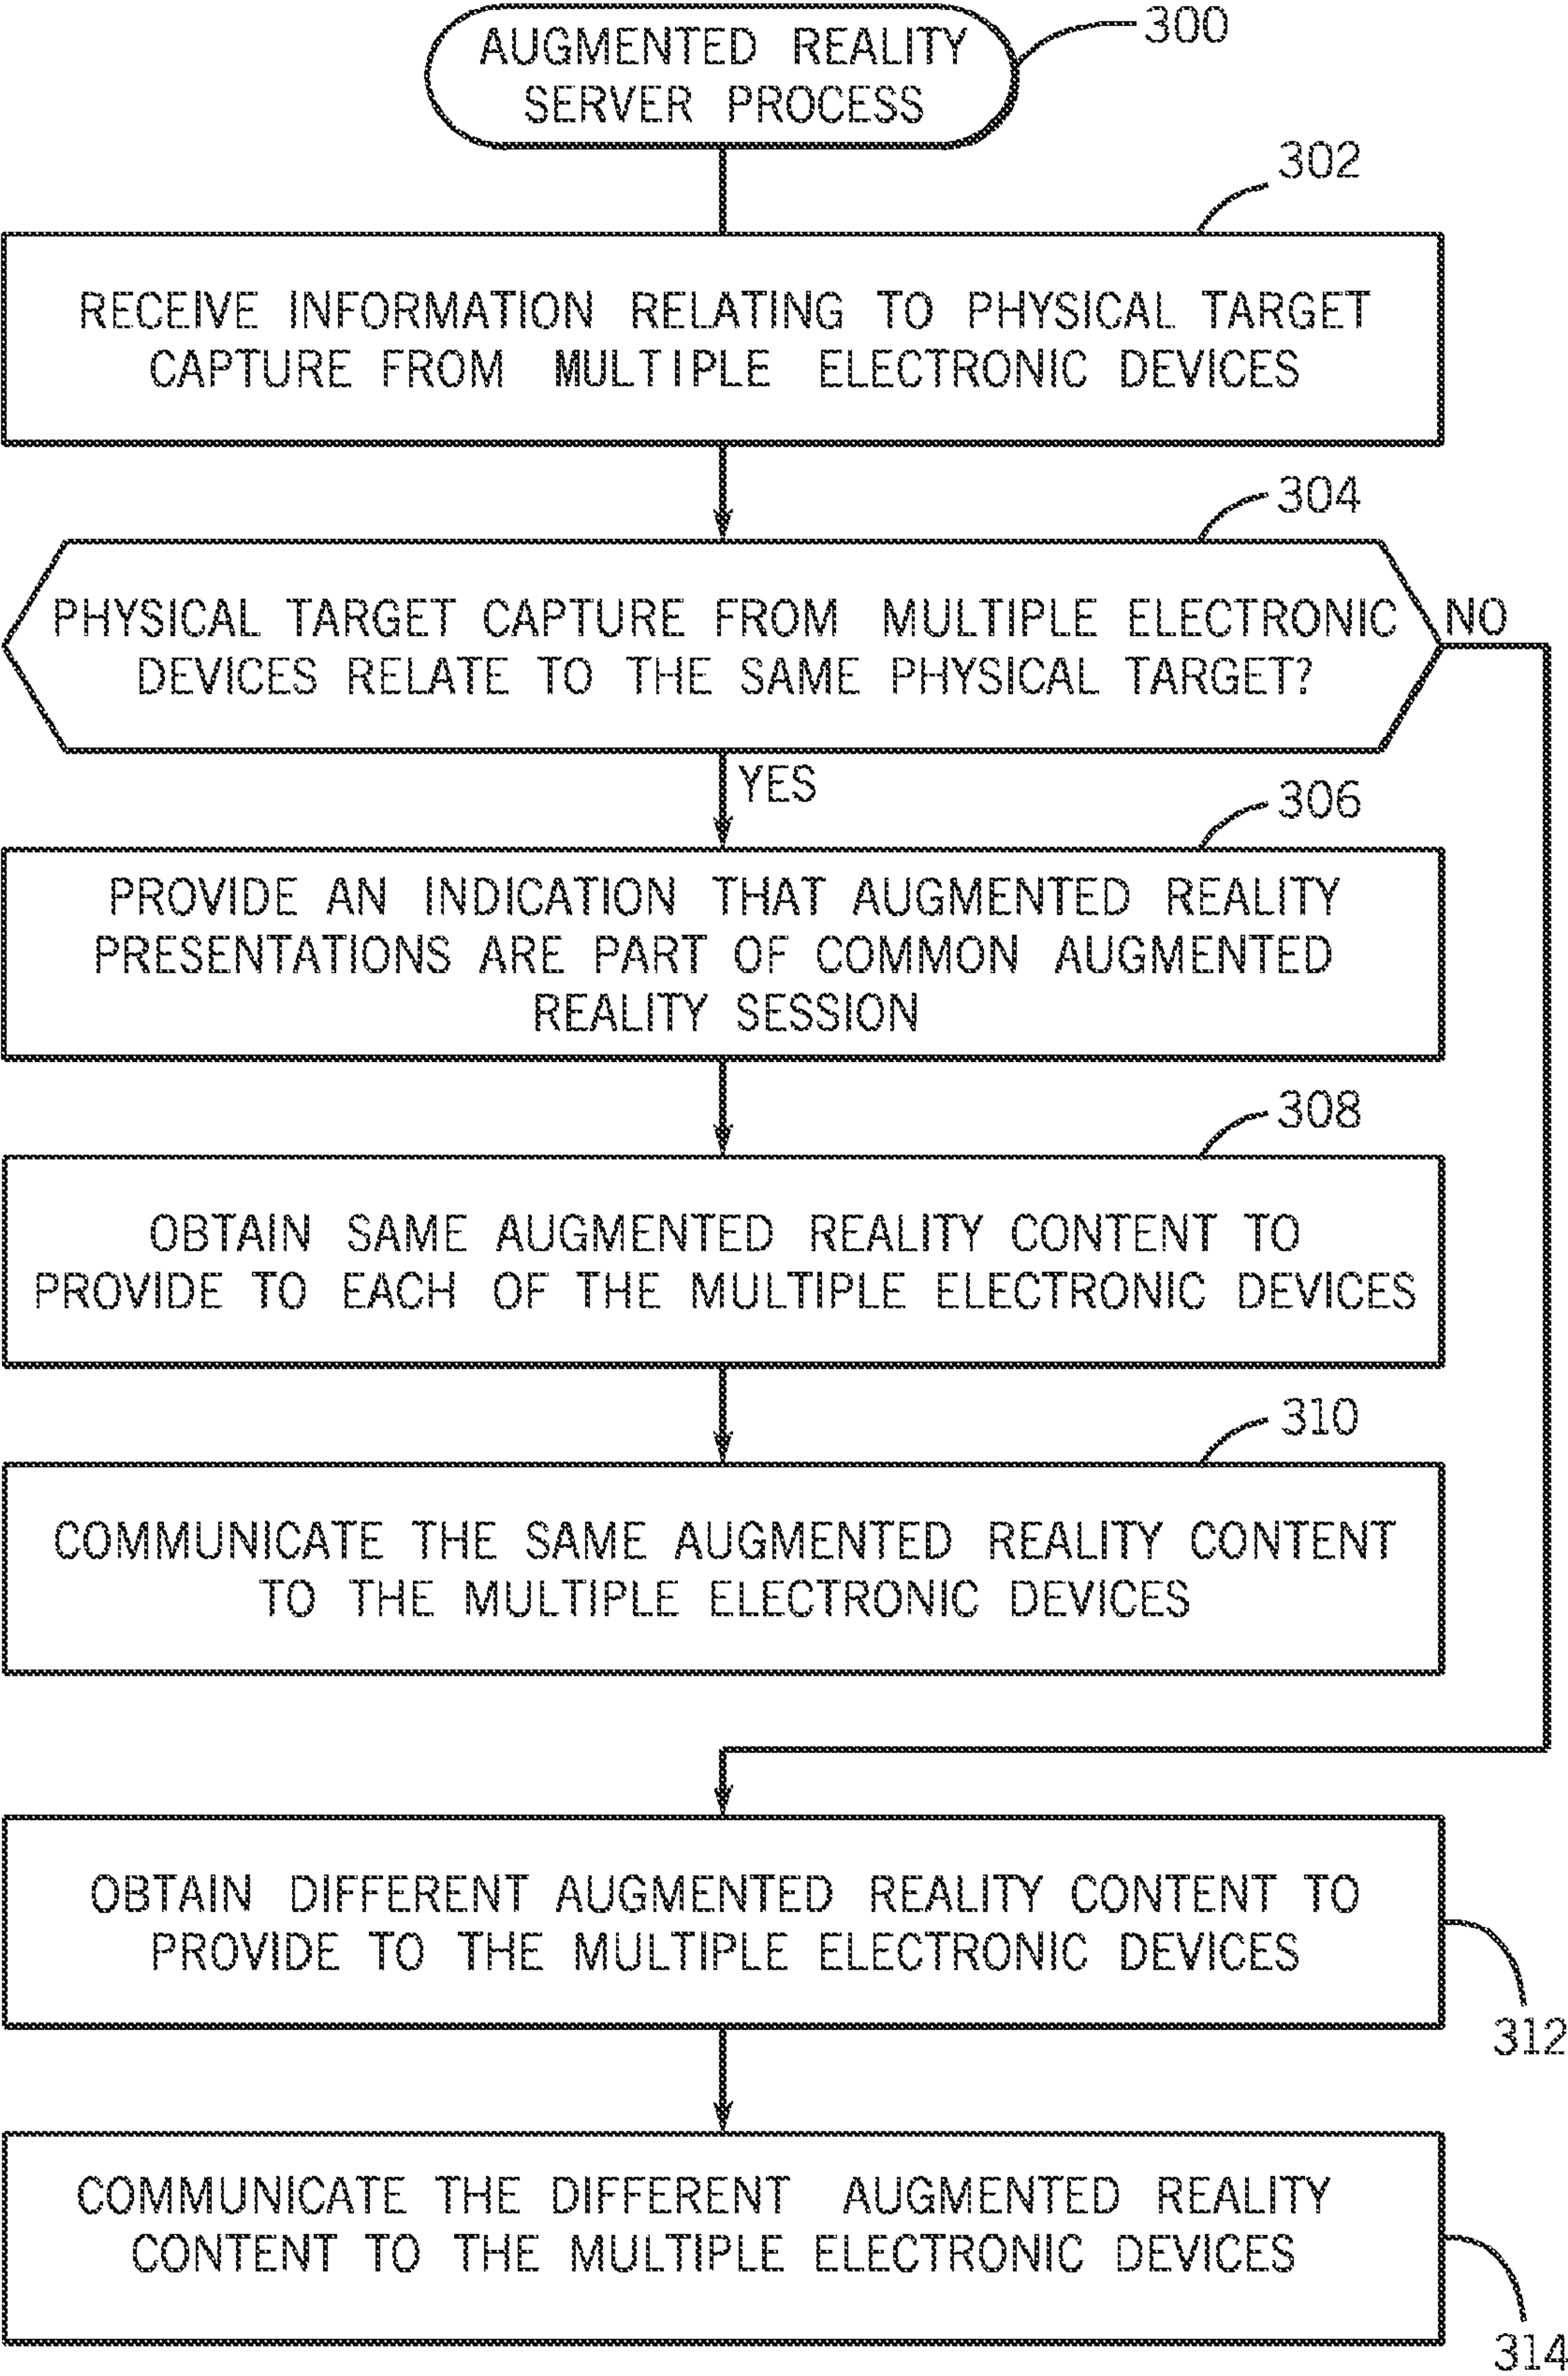 AUGMENTED REALITY
SERVER PROCESS
300
302
RECEIVE INFORMATION RELATING TO PHYSICAL TARGET
CAPTURE FROM MULTIPLE ELECTRONIC DEVICES
304
PHYSICAL TARGET CAPTURE FROM MULTIPLE ELECTRONIC
DEVICES RELATE TO THE SAME PHYSICAL TARGET?
NO
YES
306
PROVIDE AN INDICATION THAT AUGMENTED REALITY
PRESENTATIONS ARE PART OF COMMON AUGMENTED
REALITY SESSION
308
OBTAIN SAME AUGMENTED REALITY CONTENT TO
PROVIDE TO EACH OF THE MULTIPLE ELECTRONIC DEVICES
310
COMMUNICATE THE SAME AUGMENTED REALITY CONTENT
TO THE MULTIPLE ELECTRONIC DEVICES
OBTAIN DIFFERENT AUGMENTED REALITY CONTENT TO
PROVIDE TO THE MULTIPLE ELECTRONIC DEVICES
312
COMMUNICATE THE DIFFERENT AUGMENTED REALITY
CONTENT TO THE MULTIPLE ELECTRONIC DEVICES
314